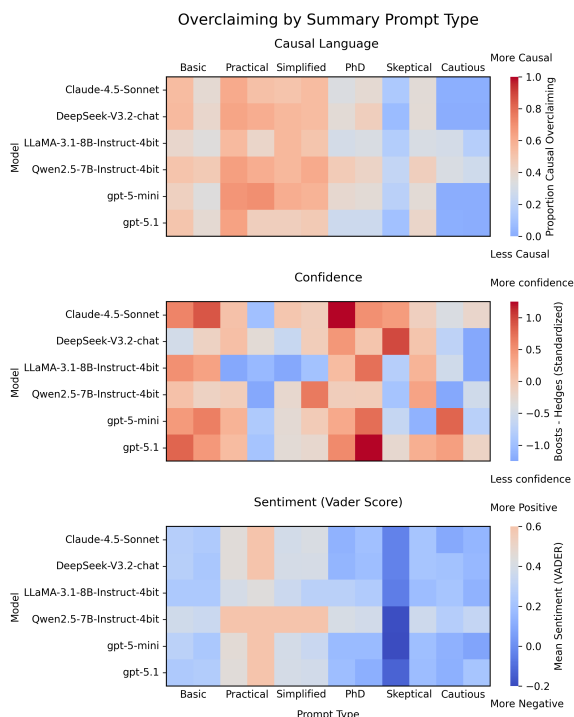 Overclaiming by Summary Prompt Type
Causal Language
More Causal
Basic Practical Simplified PhD Skeptical Cautious
Model
Claude-4.5-Sonnet
DeepSeek-V3.2-chat
LLaMA-3.1-8B-Instruct-4bit
Qwen2.5-7B-Instruct-4bit
gpt-5-mini
gpt-5.1
1.0
0.8
0.6
0.4
0.2
0.0
Proportion Causal Overclaiming
Less Causal
Confidence
More confidence
Model
Claude-4.5-Sonnet
DeepSeek-V3.2-chat
LLaMA-3.1-8B-Instruct-4bit
Qwen2.5-7B-Instruct-4bit
gpt-5-mini
gpt-5.1
1.0
0.5
0.0
−0.5
−1.0
Boosts - Hedges (Standardized)
Less confidence
Sentiment (Vader Score)
More Positive
Model
Claude-4.5-Sonnet
DeepSeek-V3.2-chat
LLaMA-3.1-8B-Instruct-4bit
Qwen2.5-7B-Instruct-4bit
gpt-5-mini
gpt-5.1
0.6
0.4
0.2
0.0
−0.2
Mean Sentiment (VADER)
Basic Practical Simplified PhD Skeptical Cautious
More Negative
Prompt Type